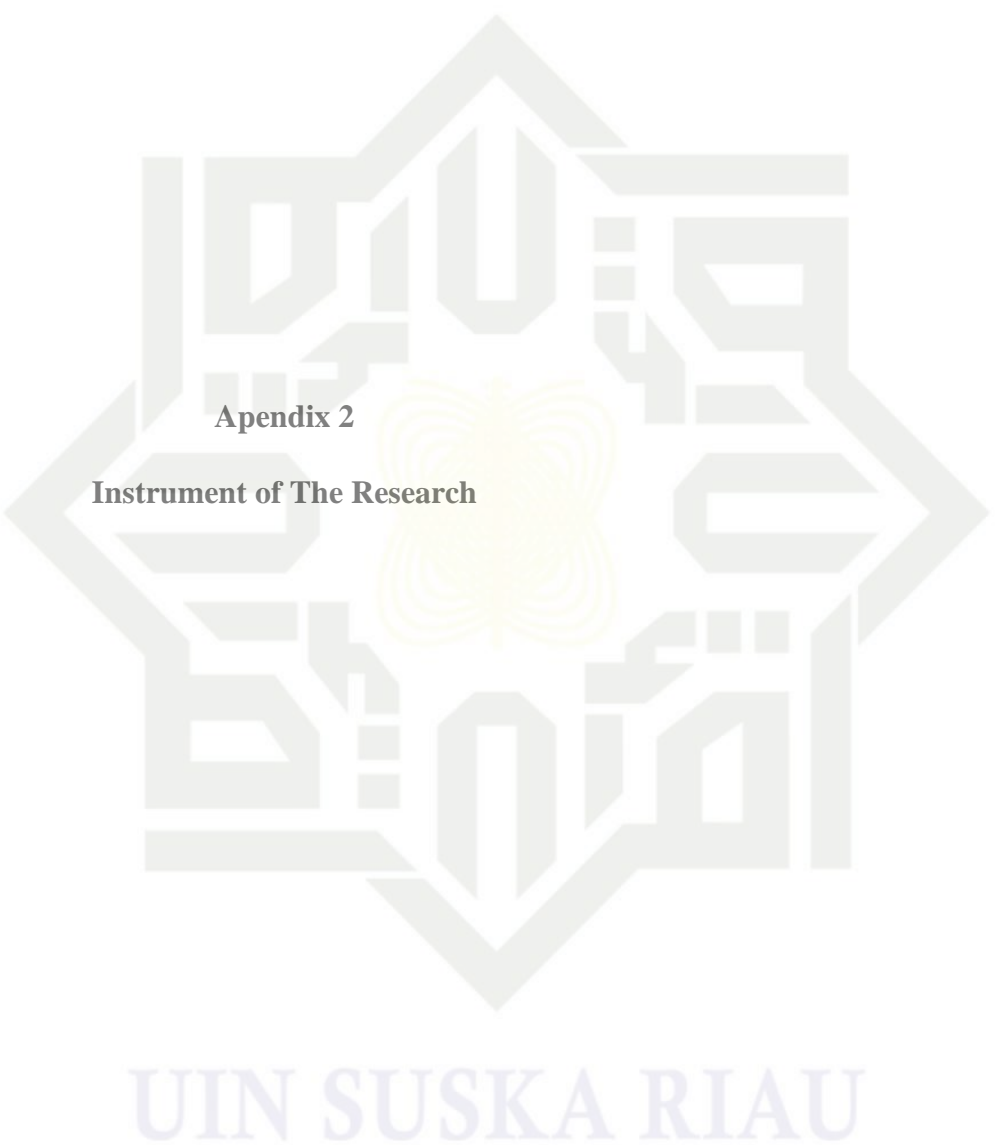 Apendix 2
Instrument of The Research
UIN SUSKA RIAU